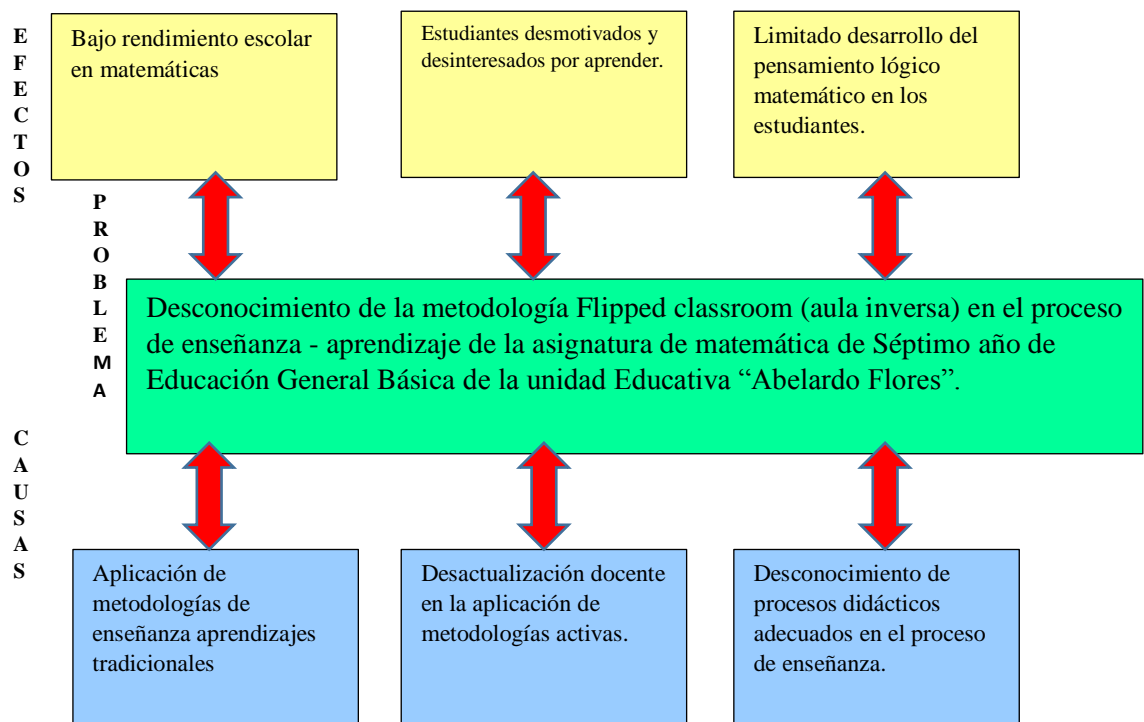 EFECTOS
Bajo rendimiento escolar
en matemáticas
Estudiantes desmotivados y
desinteresados por aprender.
Limitado desarrollo del
pensamiento lógico
matemático en los
estudiantes.
PROBLEMA
Desconocimiento de la metodología Flipped classroom (aula inversa) en el proceso
de enseñanza - aprendizaje de la asignatura de matemática de Séptimo año de
Educación General Básica de la unidad Educativa “Abelardo Flores”.
CAUSAS
Aplicación de
metodologías de
enseñanza aprendizajes
tradicionales
Desactualización docente
en la aplicación de
metodologías activas.
Desconocimiento de
procesos didácticos
adecuados en el proceso
de enseñanza.